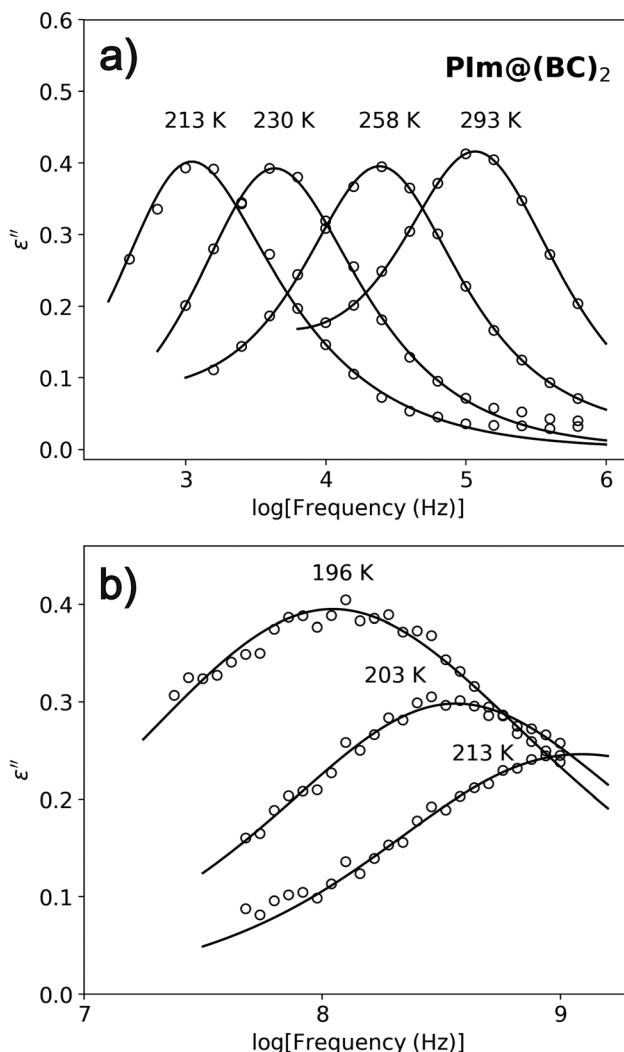 a)
PIm@(BC)₂
213 K 230 K 258 K 293 K
0.6
0.5
0.4
0.3
0.2
0.1
0.0
ε′′
3 4 5 6
log[Frequency (Hz)]
b)
196 K
203 K
213 K
0.4
0.3
0.2
0.1
0.0
ε′′
7 8 9
log[Frequency (Hz)]